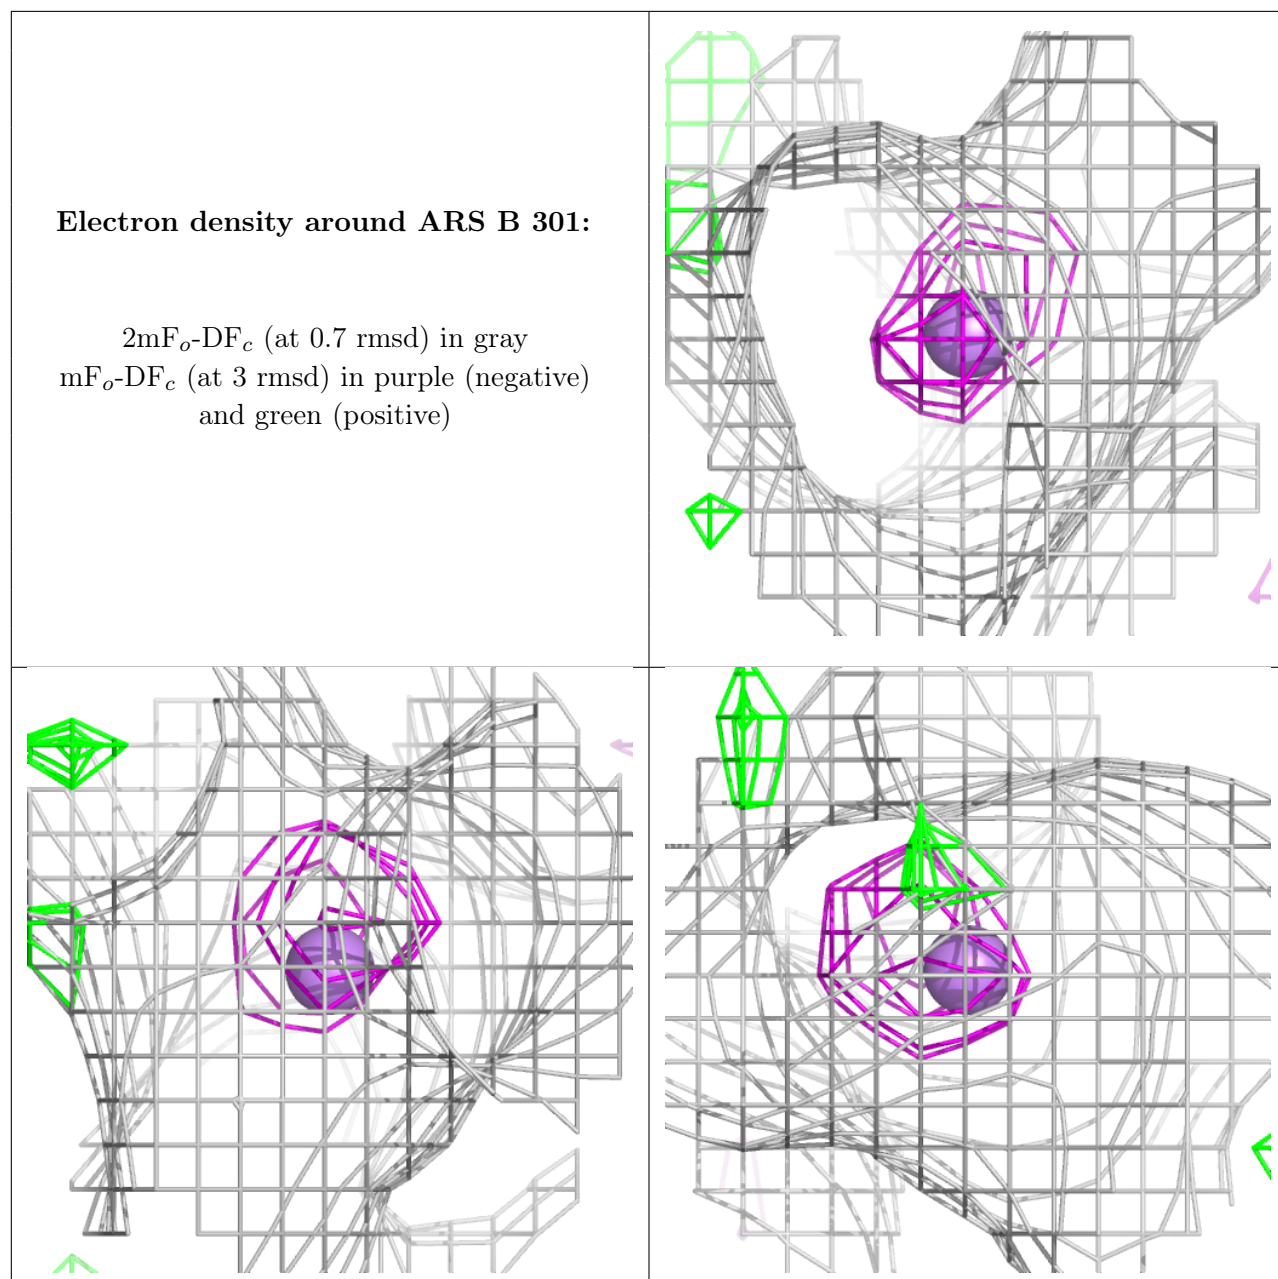 Electron density around ARS B 301:
2mFₒ-DF𝒸 (at 0.7 rmsd) in gray
mFₒ-DF𝒸 (at 3 rmsd) in purple (negative)
and green (positive)